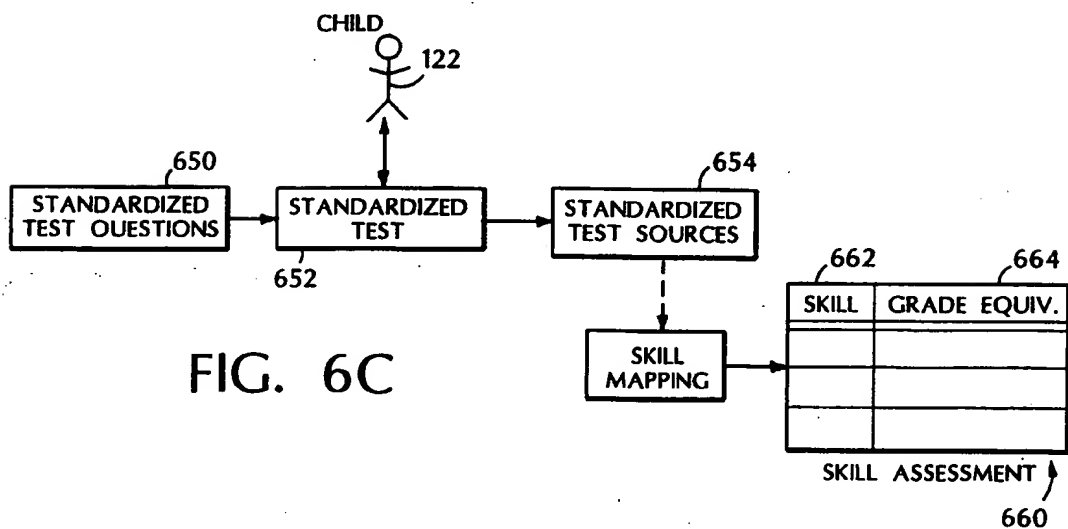 CHILD
122
650
STANDARDIZED
TEST OUESTIONS
STANDARDIZED
TEST
652
654
STANDARDIZED
TEST SOURCES
662
664
SKILL
GRADE EQUIV.
SKILL
MAPPING
FIG. 6C
SKILL ASSESSMENT
660